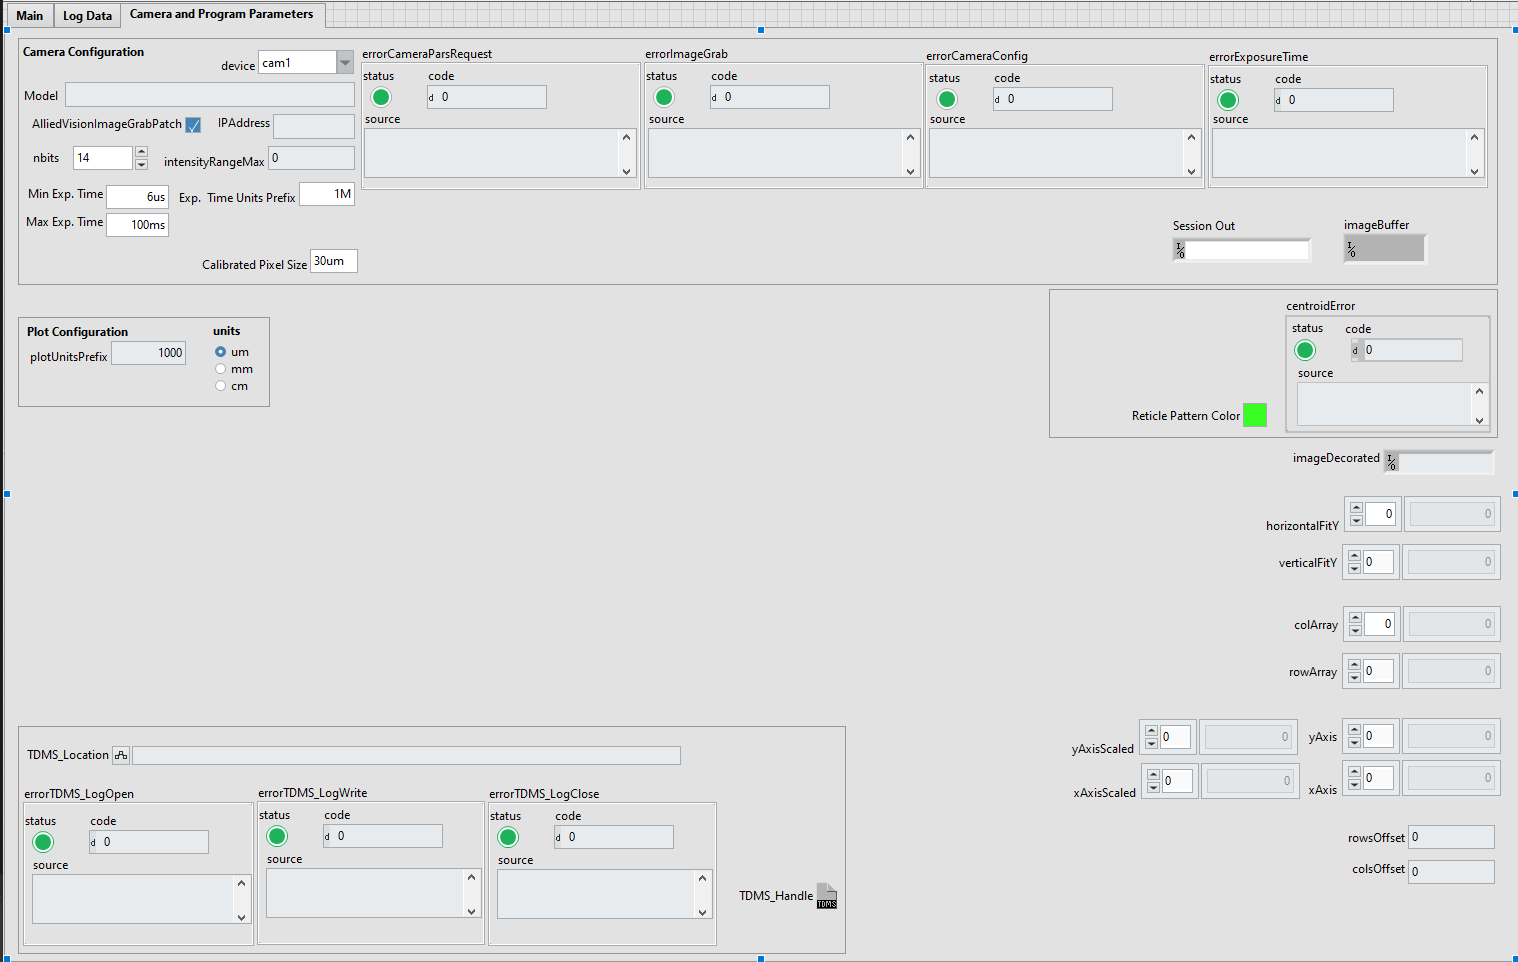 Main
Log Data
Camera and Program Parameters
Camera Configuration
device
cam1
Model
AlliedVisionImageGrabPatch
IPAddress
nbits
14
intensityRangeMax
0
Min Exp. Time
6us
Exp. Time Units Prefix
1M
Max Exp. Time
100ms
Calibrated Pixel Size
30um
errorCameraParsRequest
status
code
d 0
source
errorImageGrab
status
code
d 0
source
errorCameraConfig
status
code
d 0
source
errorExposureTime
status
code
d 0
source
Session Out
I/O
imageBuffer
I/O
Plot Configuration
plotUnitsPrefix
1000
units
um
mm
cm
centroidError
status
code
d 0
source
Reticle Pattern Color
imageDecorated
I/O
horizontalFitY
0
0
verticalFitY
0
0
colArray
0
0
rowArray
0
0
yAxisScaled
0
0
yAxis
0
0
xAxisScaled
0
0
xAxis
0
0
rowsOffset
0
colsOffset
0
TDMS_Location
errorTDMS_LogOpen
status
code
d 0
source
errorTDMS_LogWrite
status
code
d 0
source
errorTDMS_LogClose
status
code
d 0
source
TDMS_Handle
TDMS